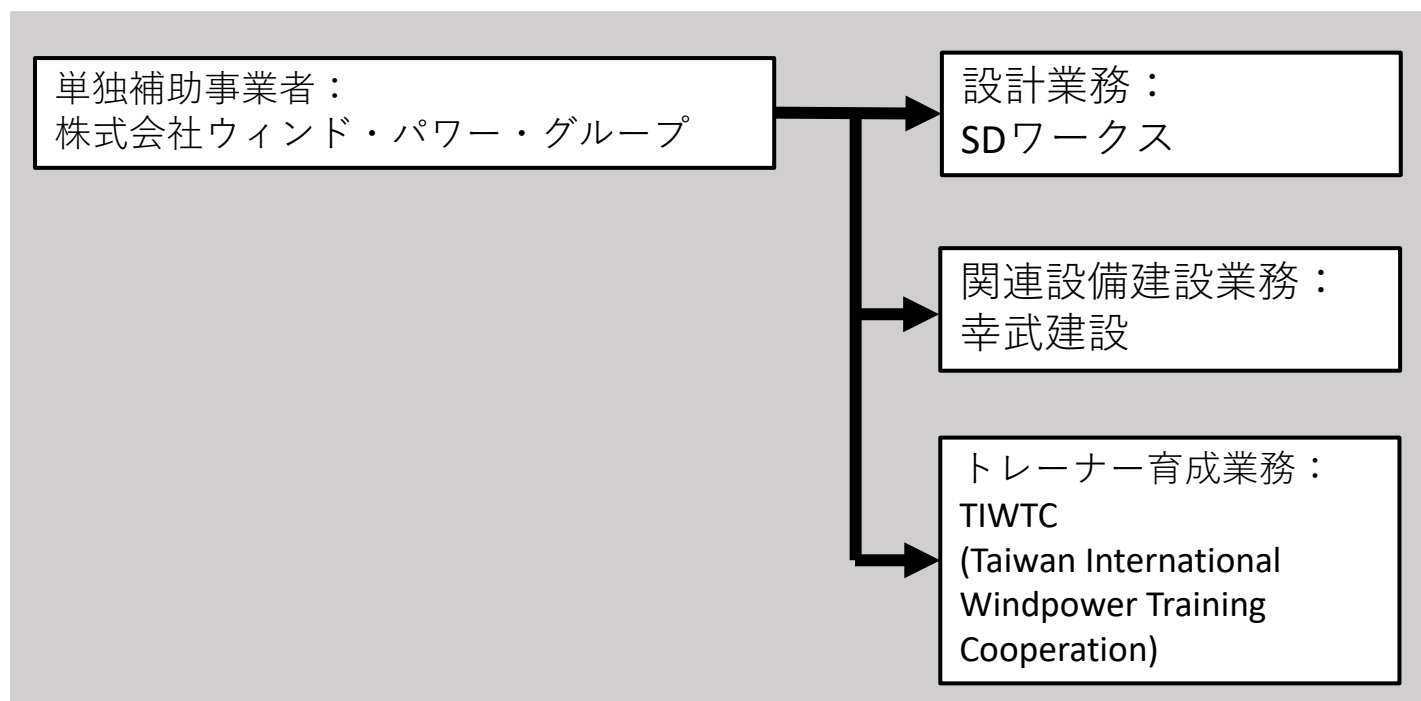 単独補助事業者：
株式会社ウィンド・パワー・グループ
設計業務：
SDワークス
関連設備建設業務：
幸武建設
トレーナー育成業務：
TIWTC
(Taiwan International
Windpower Training
Cooperation)